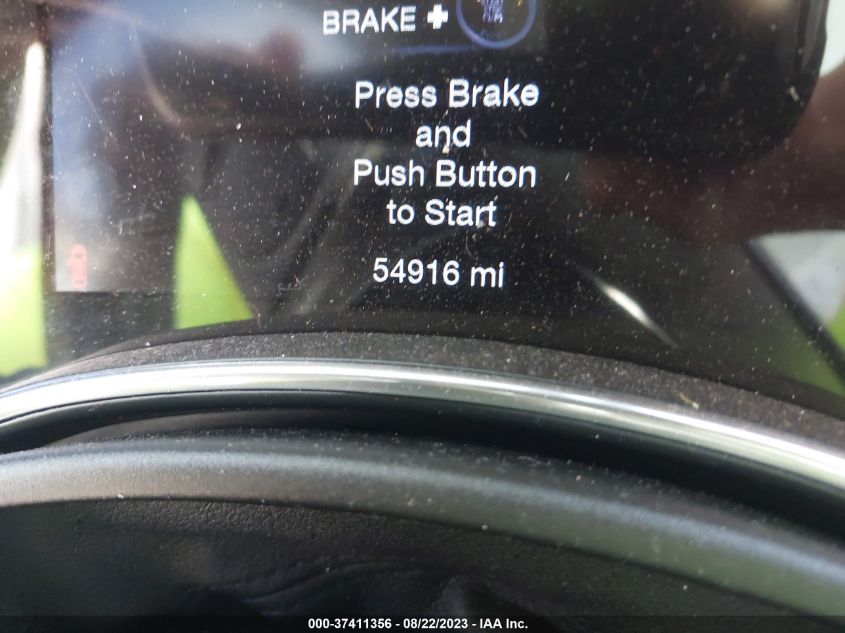 BRAKE +
Press Brake
and
Push Button
to Start
54916 mi
000-37411356 - 08/22/2023 - IAA Inc.